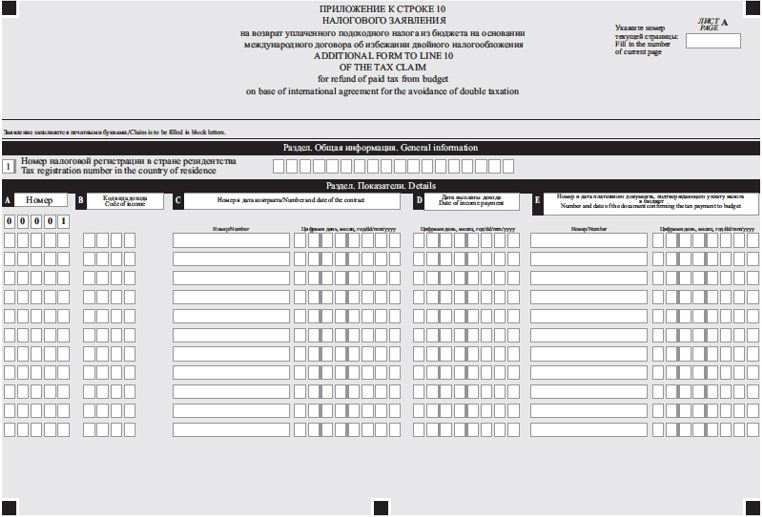 ПРИЛОЖЕНИЕ К СТРОКЕ 10
НАЛОГОВОГО ЗАЯВЛЕНИЯ
на возврат уплаченного подоходного налога из бюджета на основании
международного договора об избежании двойного налогообложения
ADDITIONAL FORM TO LINE 10
OF THE TAX CLAIM
for refund of paid tax from budget
on base of international agreement for the avoidance of double taxation
ЛИСТ A
PAGE
Укажите номер
текущей страницы:
Fill in the number
of current page
Заявление заполняется печатными буквами/Claim is to be filled in block letters.
Раздел. Общая информация. General information
1 Номер налоговой регистрации в стране резидентства
Tax registration number in the country of residence
Раздел. Показатели. Details
A Номер
B Код вида дохода
Code of income
C Номер и дата контракта/Number and date of the contract
D Дата выплаты дохода
Date of income payment
E Номер и дата платежного документа, подтверждающего уплату налога
в бюджет
Number and date of the document confirming the tax payment to budget
0 0 0 0 1
Номер/Number
Цифрами день, месяц, год/dd/mm/yyyy
Цифрами день, месяц, год/dd/mm/yyyy
Номер/Number
Цифрами день, месяц, год/dd/mm/yyyy